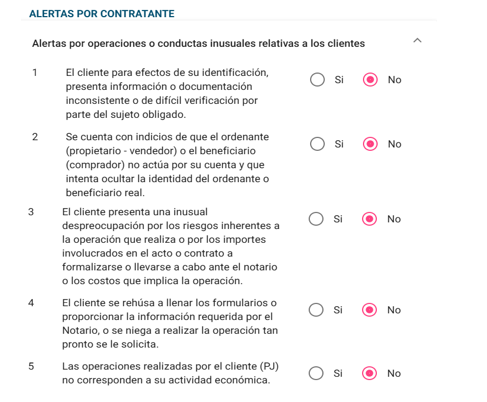 ALERTAS POR CONTRATANTE
Alertas por operaciones o conductas inusuales relativas a los clientes
1 El cliente para efectos de su identificación, Si No
presenta información o documentación
inconsistente o de difícil verificación por
parte del sujeto obligado.
2 Se cuenta con indicios de que el ordenante Si No
(propietario - vendedor) o el beneficiario
(comprador) no actúa por su cuenta y que
intenta ocultar la identidad del ordenante o
beneficiario real.
3 El cliente presenta una inusual Si No
despreocupación por los riesgos inherentes a
la operación que realiza o por los importes
involucrados en el acto o contrato a
formalizarse o llevarse a cabo ante el notario
o los costos que implica la operación.
4 El cliente se rehúsa a llenar los formularios o Si No
proporcionar la información requerida por el
Notario, o se niega a realizar la operación tan
pronto se le solicita.
5 Las operaciones realizadas por el cliente (PJ) Si No
no corresponden a su actividad económica.